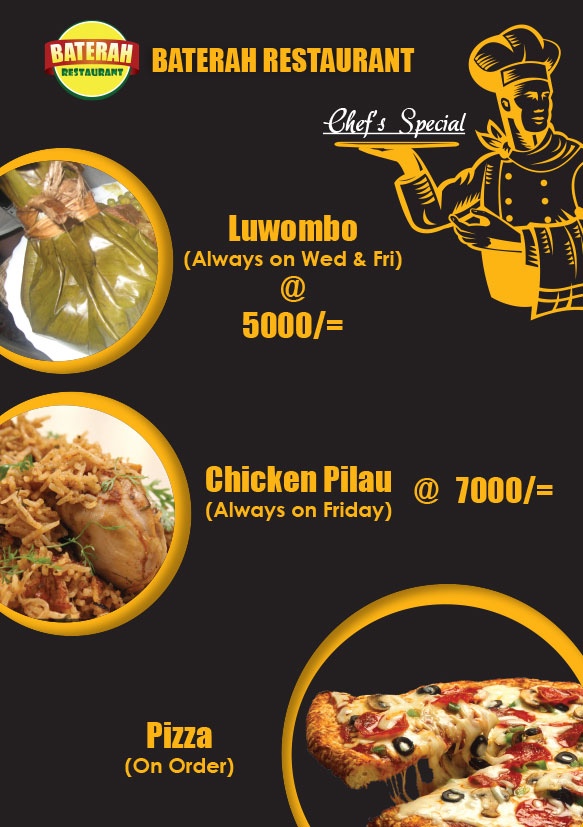 BATERAH
RESTAURANT
BATERAH RESTAURANT
Chef's Special
Luwombo
(Always on Wed & Fri)
@
5000/=
Chicken Pilau @ 7000/=
(Always on Friday)
Pizza
(On Order)